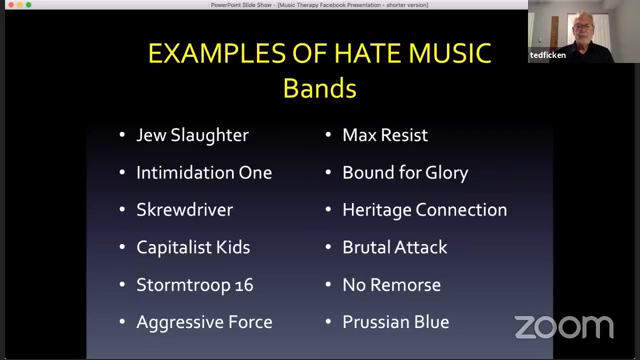 PowerPoint Slide Show - [Music Therapy Facebook Presentation - shorter version]
tedficken
EXAMPLES OF HATE MUSIC
Bands
• Jew Slaughter
• Intimidation One
• Skrewdriver
• Capitalist Kids
• Stormtroop 16
• Aggressive Force
• Max Resist
• Bound for Glory
• Heritage Connection
• Brutal Attack
• No Remorse
• Prussian Blue
zoom